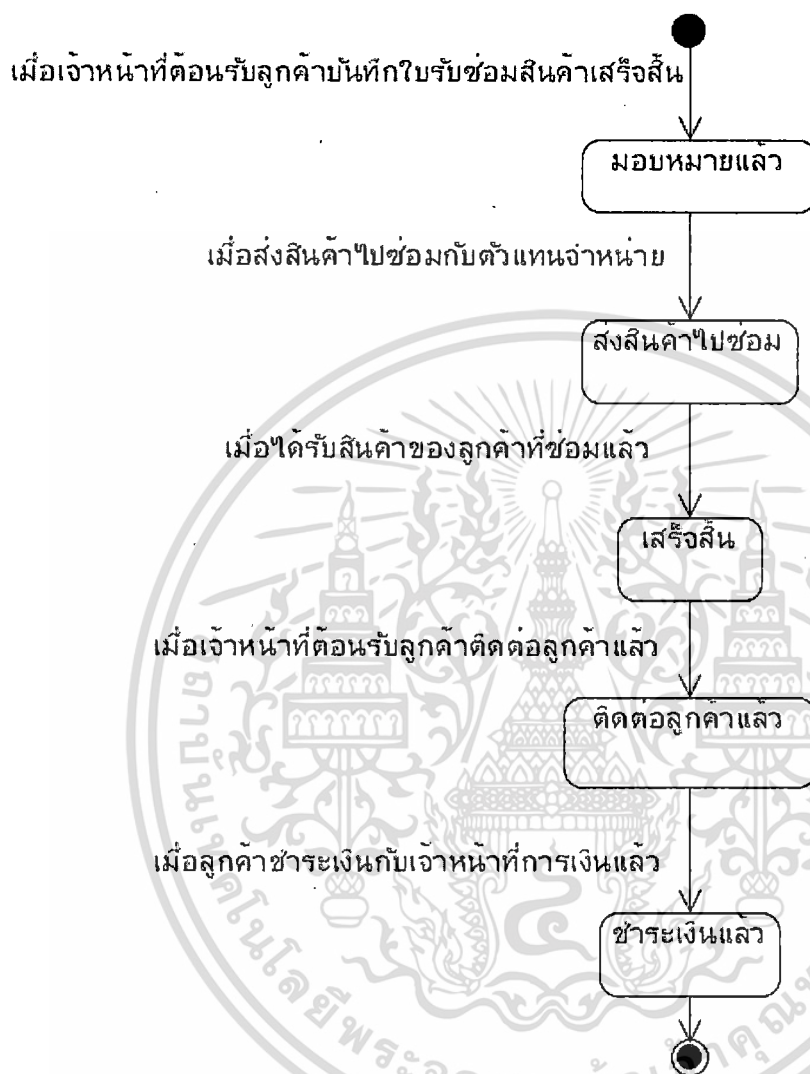 เมื่อเจ้าหน้าที่ต้อนรับลูกค้าบันทึกใบรับซ่อมสินค้าเสร็จสิ้น
มอบหมายแล้ว
เมื่อส่งสินค้าไปซ่อมกับตัวแทนจำหน่าย
ส่งสินค้าไปซ่อม
เมื่อได้รับสินค้าของลูกค้าที่ซ่อมแล้ว
เสร็จสิ้น
เมื่อเจ้าหน้าที่ต้อนรับลูกค้าติดต่อลูกค้าแล้ว
ติดต่อลูกค้าแล้ว
เมื่อลูกค้าชำระเงินกับเจ้าหน้าที่การเงินแล้ว
ชำระเงินแล้ว